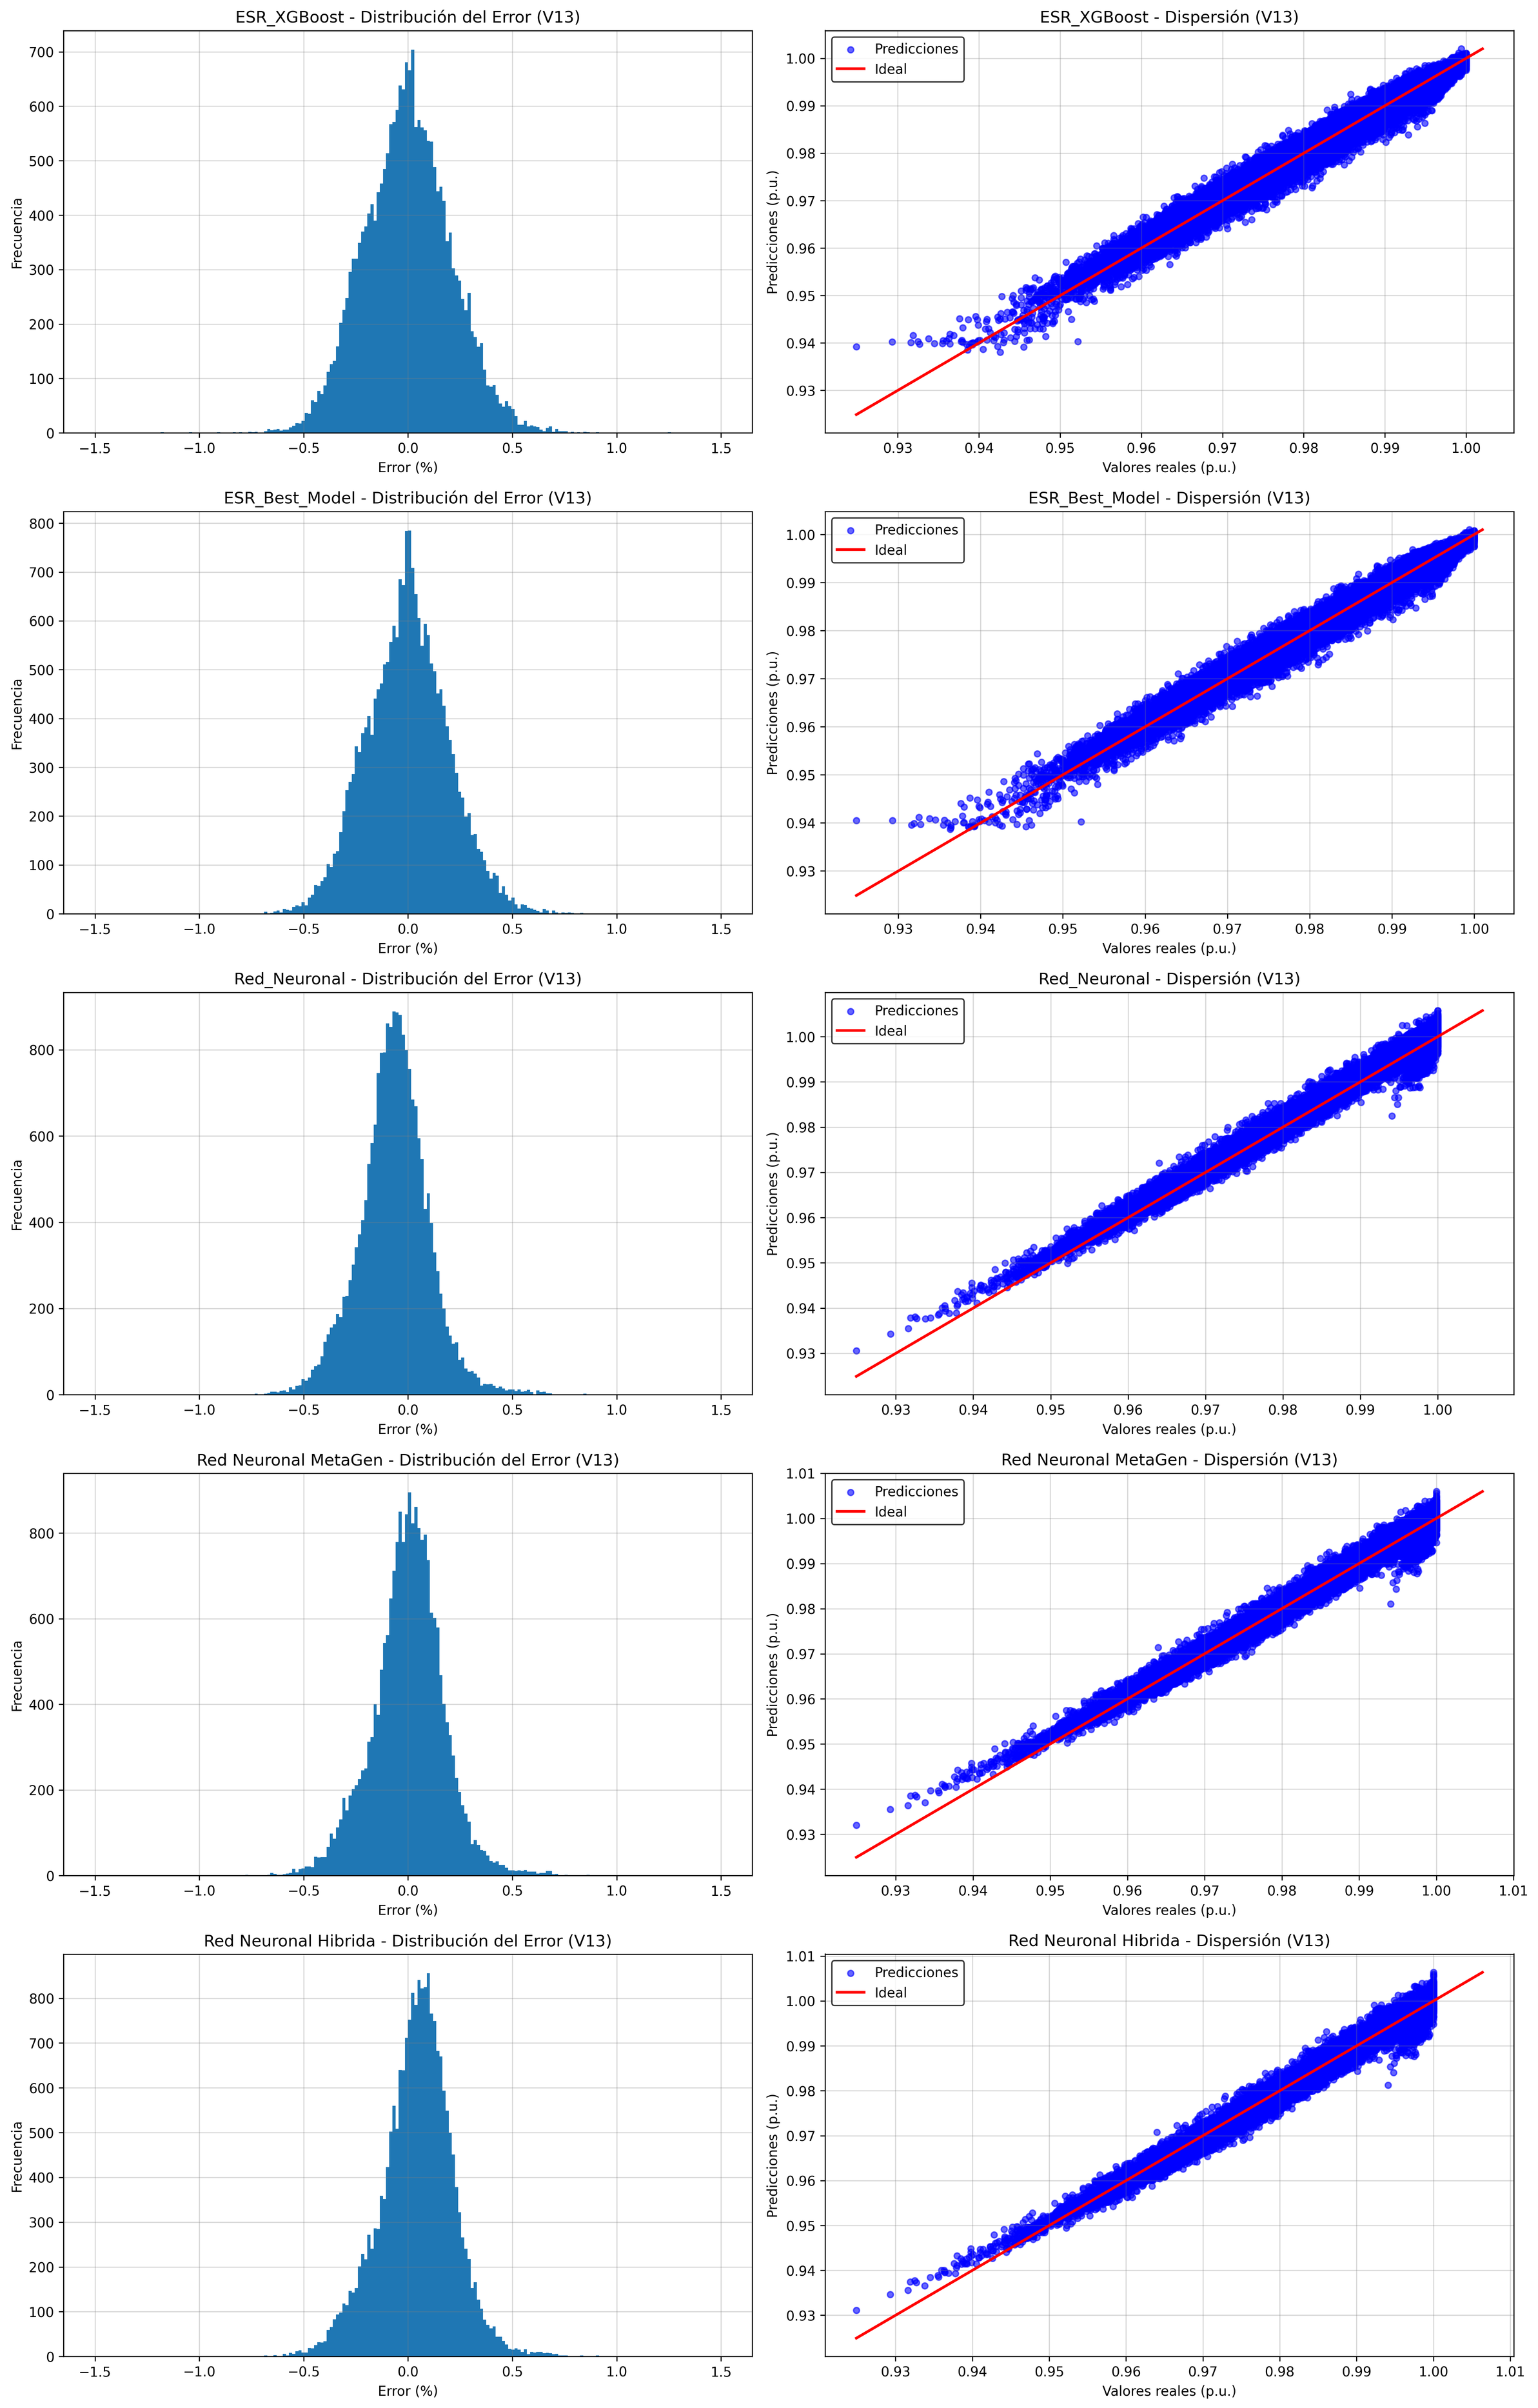 ESR_XGBoost - Distribución del Error (V13)
700
600
500
400
300
200
100
0
Frecuencia
−1.5 −1.0 −0.5 0.0 0.5 1.0 1.5
Error (%)
ESR_XGBoost - Dispersión (V13)
Predicciones
Ideal
1.00
0.99
0.98
0.97
0.96
0.95
0.94
0.93
Predicciones (p.u.)
0.93 0.94 0.95 0.96 0.97 0.98 0.99 1.00
Valores reales (p.u.)
ESR_Best_Model - Distribución del Error (V13)
800
700
600
500
400
300
200
100
0
Frecuencia
−1.5 −1.0 −0.5 0.0 0.5 1.0 1.5
Error (%)
ESR_Best_Model - Dispersión (V13)
Predicciones
Ideal
1.00
0.99
0.98
0.97
0.96
0.95
0.94
0.93
Predicciones (p.u.)
0.93 0.94 0.95 0.96 0.97 0.98 0.99 1.00
Valores reales (p.u.)
Red_Neuronal - Distribución del Error (V13)
800
600
400
200
0
Frecuencia
−1.5 −1.0 −0.5 0.0 0.5 1.0 1.5
Error (%)
Red_Neuronal - Dispersión (V13)
Predicciones
Ideal
1.00
0.99
0.98
0.97
0.96
0.95
0.94
0.93
Predicciones (p.u.)
0.93 0.94 0.95 0.96 0.97 0.98 0.99 1.00
Valores reales (p.u.)
Red Neuronal MetaGen - Distribución del Error (V13)
800
600
400
200
0
Frecuencia
−1.5 −1.0 −0.5 0.0 0.5 1.0 1.5
Error (%)
Red Neuronal MetaGen - Dispersión (V13)
Predicciones
Ideal
1.01
1.00
0.99
0.98
0.97
0.96
0.95
0.94
0.93
Predicciones (p.u.)
0.93 0.94 0.95 0.96 0.97 0.98 0.99 1.00 1.01
Valores reales (p.u.)
Red Neuronal Hibrida - Distribución del Error (V13)
800
700
600
500
400
300
200
100
0
Frecuencia
−1.5 −1.0 −0.5 0.0 0.5 1.0 1.5
Error (%)
Red Neuronal Hibrida - Dispersión (V13)
Predicciones
Ideal
1.01
1.00
0.99
0.98
0.97
0.96
0.95
0.94
0.93
Predicciones (p.u.)
0.93 0.94 0.95 0.96 0.97 0.98 0.99 1.00 1.01
Valores reales (p.u.)